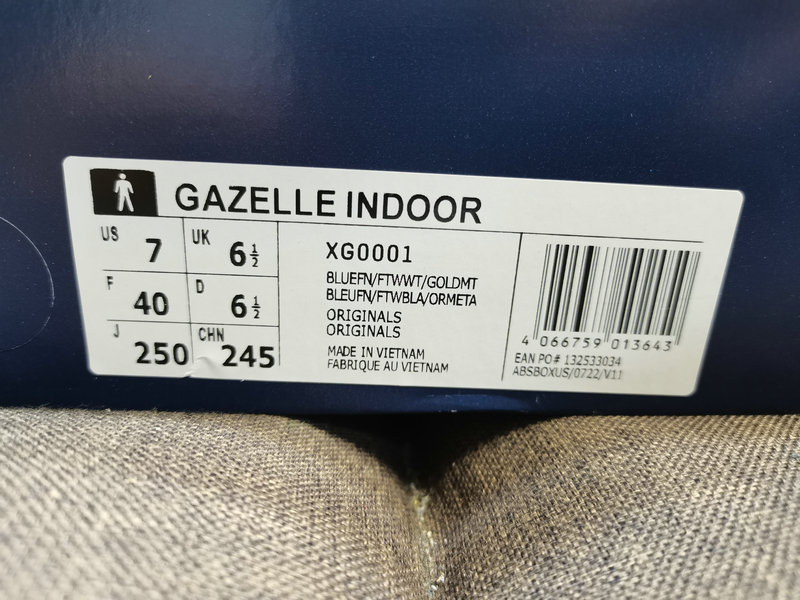 GAZELLE INDOOR
US 7 UK 6½
F 40 D 6½
J 250 CHN 245
XG0001
BLUEFN/FTWWT/GOLDMT
BLEUFN/FTWBLA/ORMETA
ORIGINALS
ORIGINALS
MADE IN VIETNAM
FABRIQUE AU VIETNAM
4 066759 013643
EAN PO# 132533034
ABSBOXUS/0722/V11